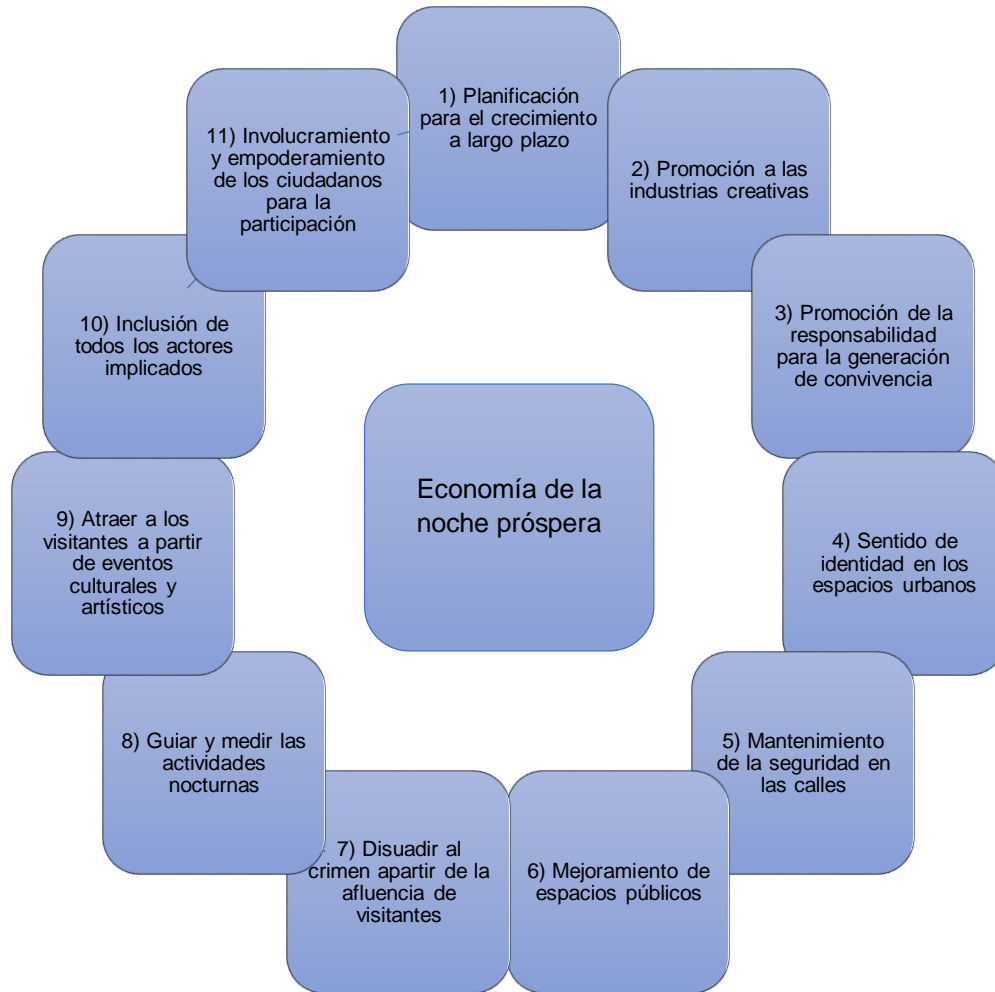 1) Planificación
para el crecimiento
a largo plazo
2) Promoción a las
industrias creativas
3) Promoción de la
responsabilidad
para la generación
de convivencia
4) Sentido de
identidad en los
espacios urbanos
5) Mantenimiento
de la seguridad en
las calles
6) Mejoramiento de
espacios públicos
7) Disuadir al
crimen apartir de la
afluencia de
visitantes
8) Guiar y medir las
actividades
nocturnas
9) Atraer a los
visitantes a partir
de eventos
culturales y
artísticos
10) Inclusión de
todos los actores
implicados
11) Involucramiento
y empoderamiento
de los ciudadanos
para la
participación
Economía de la
noche próspera